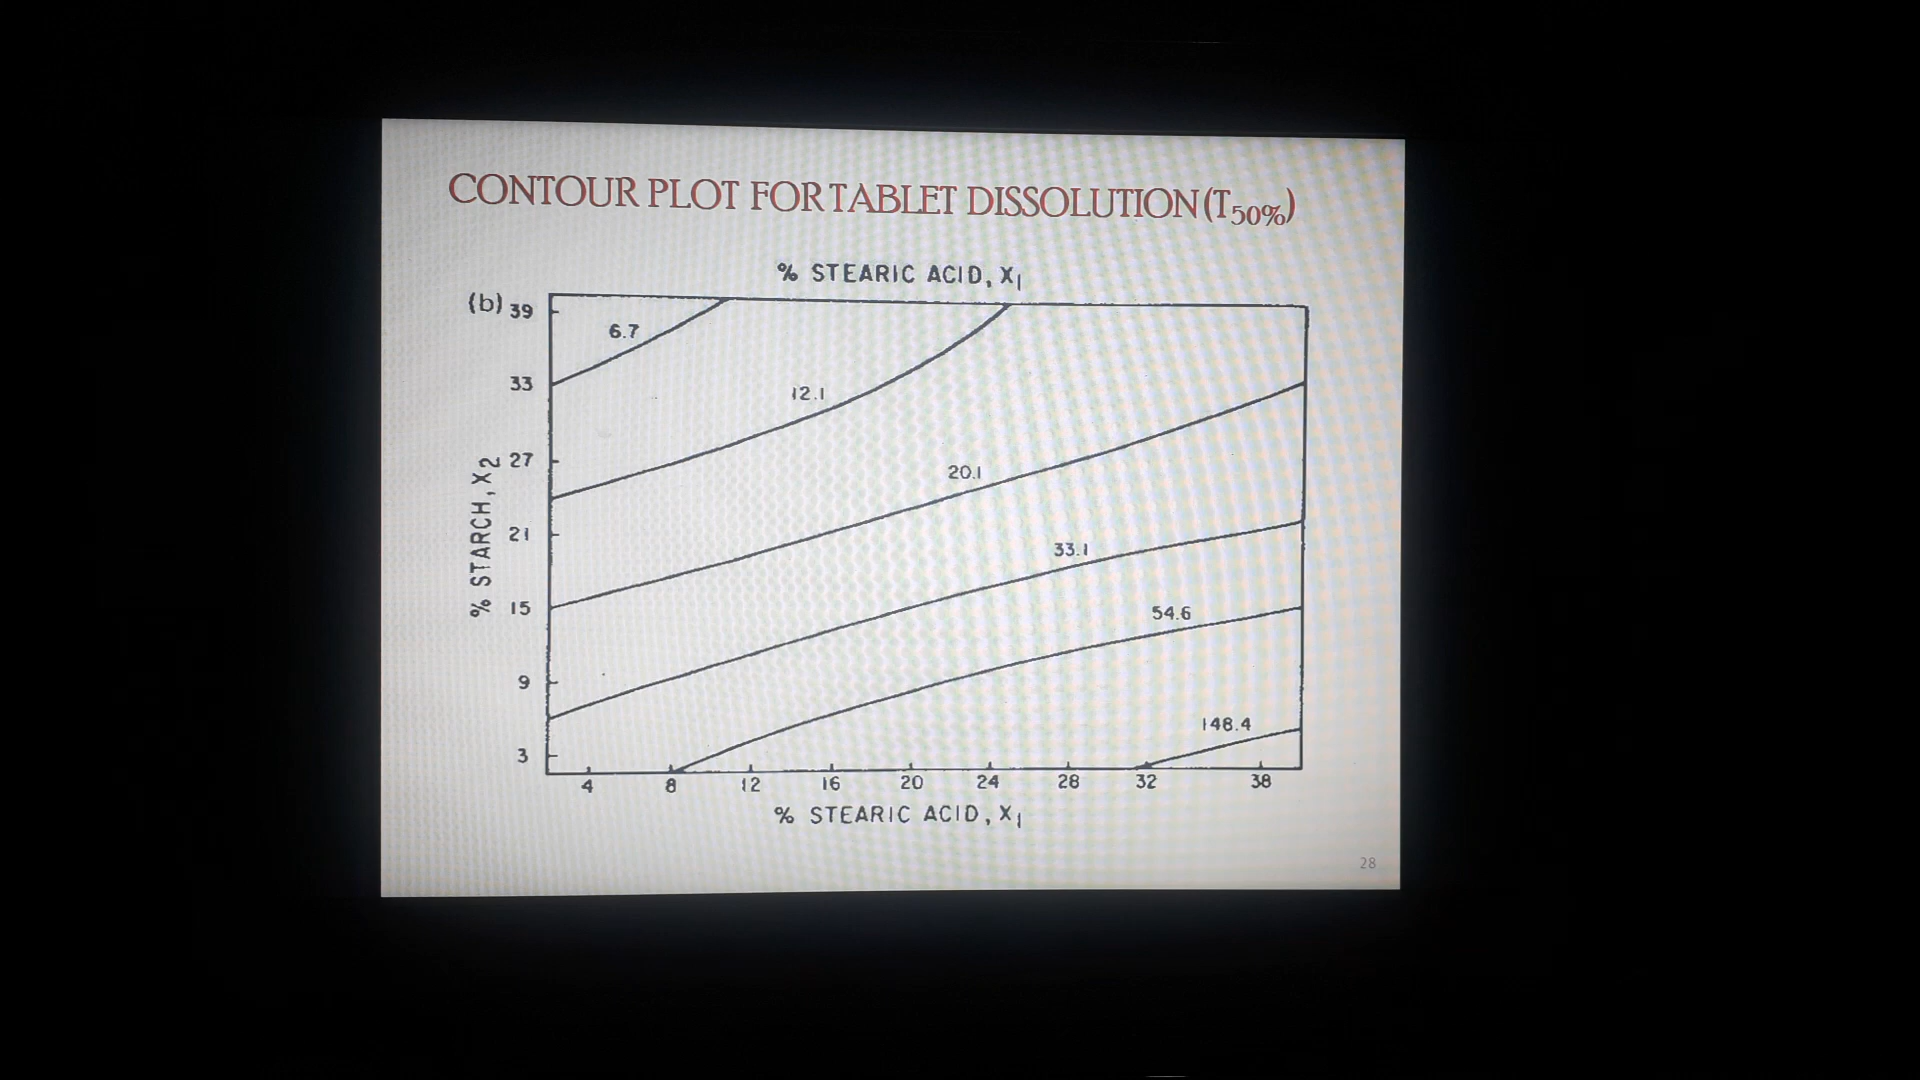 CONTOUR PLOT FOR TABLET DISSOLUTION (T50%)
% STEARIC ACID, X1
(b)
39
6.7
33
12.1
27
20.1
% STARCH, X2
21
33.1
15
54.6
9
148.4
3
4 8 12 16 20 24 28 32 38
% STEARIC ACID, X1
28